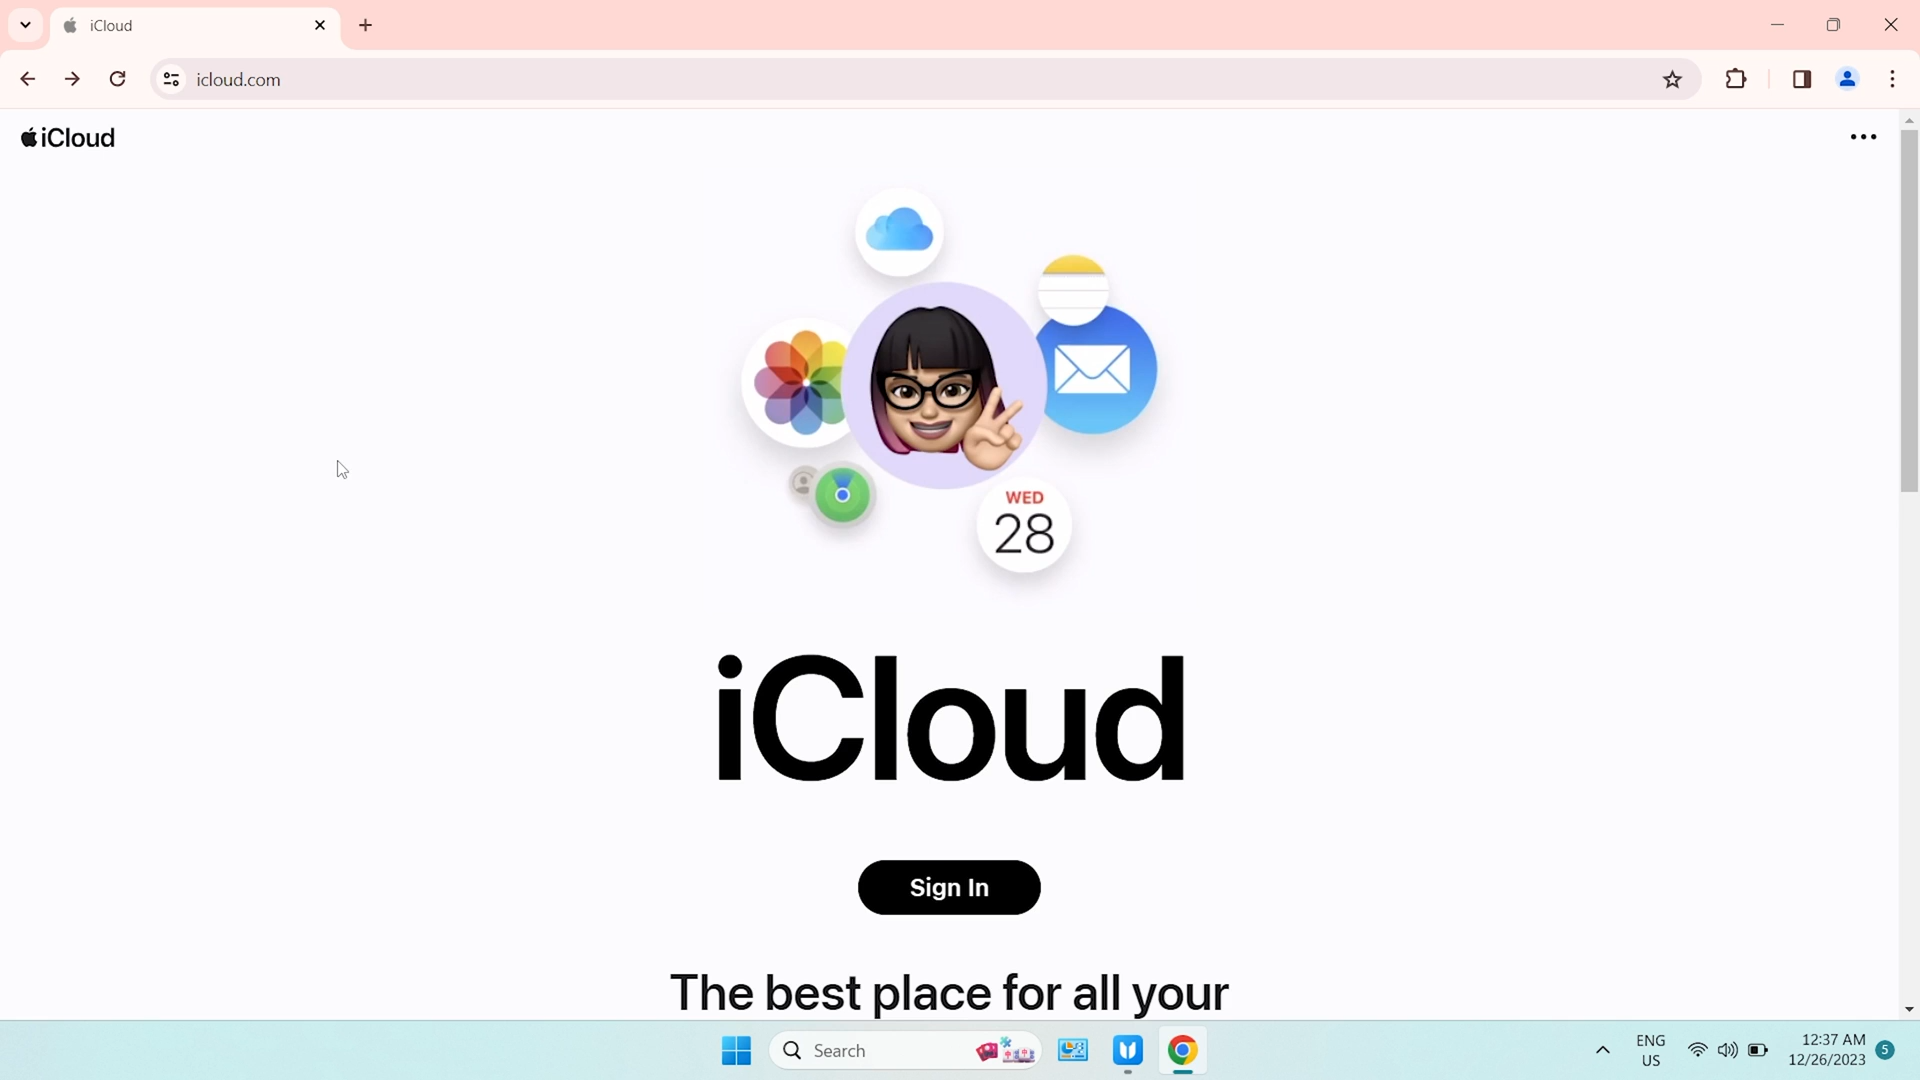 iCloud
icloud.com
iCloud
WED
28
iCloud
Sign In
The best place for all your
Search
ENG
US
12:37 AM
12/26/2023
5